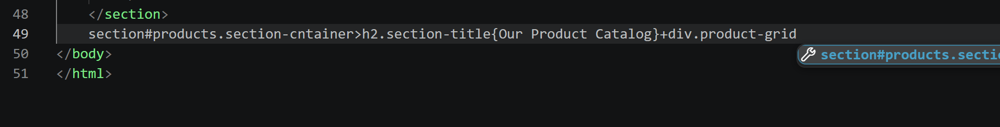 48 </section>
49 section#products.section-cntainer>h2.section-title{Our Product Catalog}+div.product-grid
50 </body>
section#products.secti
51 </html>